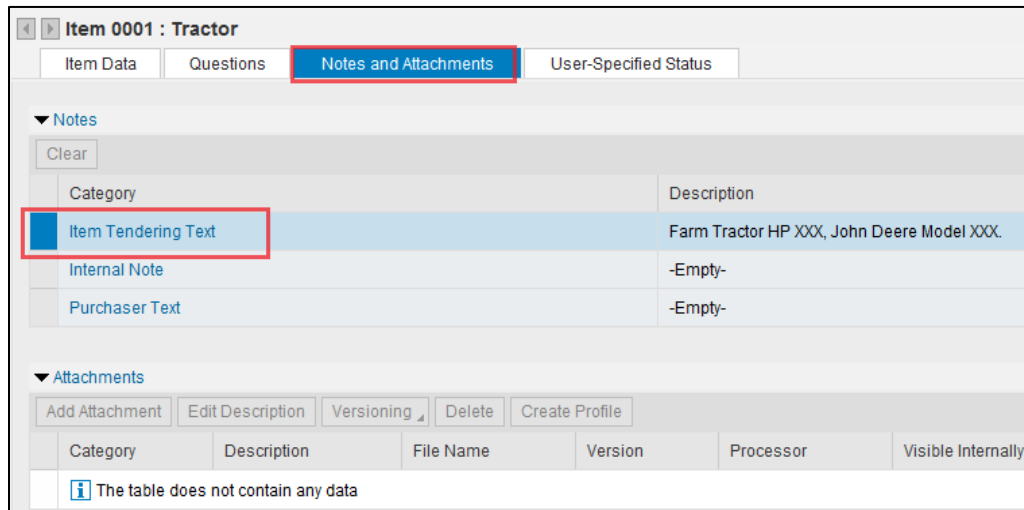 Item 0001 : Tractor
Item Data Questions Notes and Attachments User-Specified Status
Notes
Clear
Category Description
Item Tendering Text Farm Tractor HP XXX, John Deere Model XXX.
Internal Note -Empty-
Purchaser Text -Empty-
Attachments
Add Attachment Edit Description Versioning Delete Create Profile
Category Description File Name Version Processor Visible Internally
The table does not contain any data